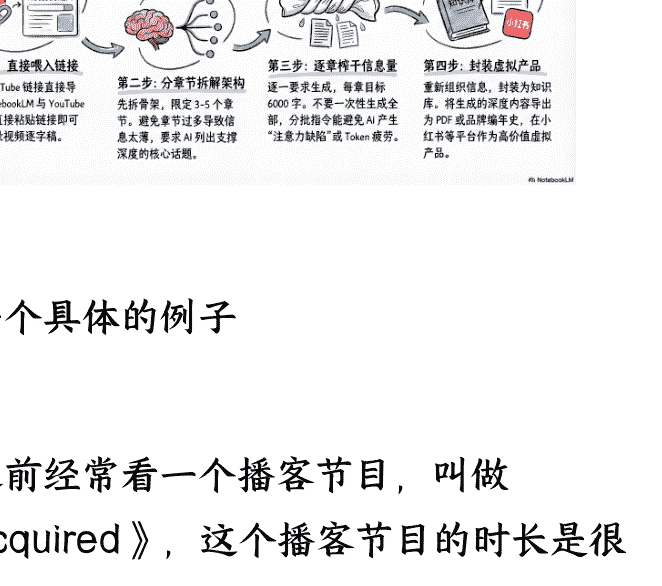 直接喂入链接
Tube 链接直接导
ebookLM 与 YouTube
直接粘贴链接即可
视频逐字稿。
第二步: 分章节拆解架构
先拆骨架，限定 3-5 个章
节。避免章节过多导致信
息太薄，要求 AI 列出支撑
深度的核心话题。
第三步: 逐章榨干信息量
逐一要求生成，每章目标
6000 字。不要一次性生成全
部，分批指令能避免 AI 产生
“注意力缺陷”或 Token 疲劳。
小红书
第四步: 封装虚拟产品
重新组织信息，封装为知识
库。将生成的深度内容导出
为 PDF 或品牌编年史，在小
红书等平台作为高价值虚拟
产品。
NotebookLM
个具体的例子
前经常看一个播客节目，叫做
cquired》，这个播客节目的时长是很